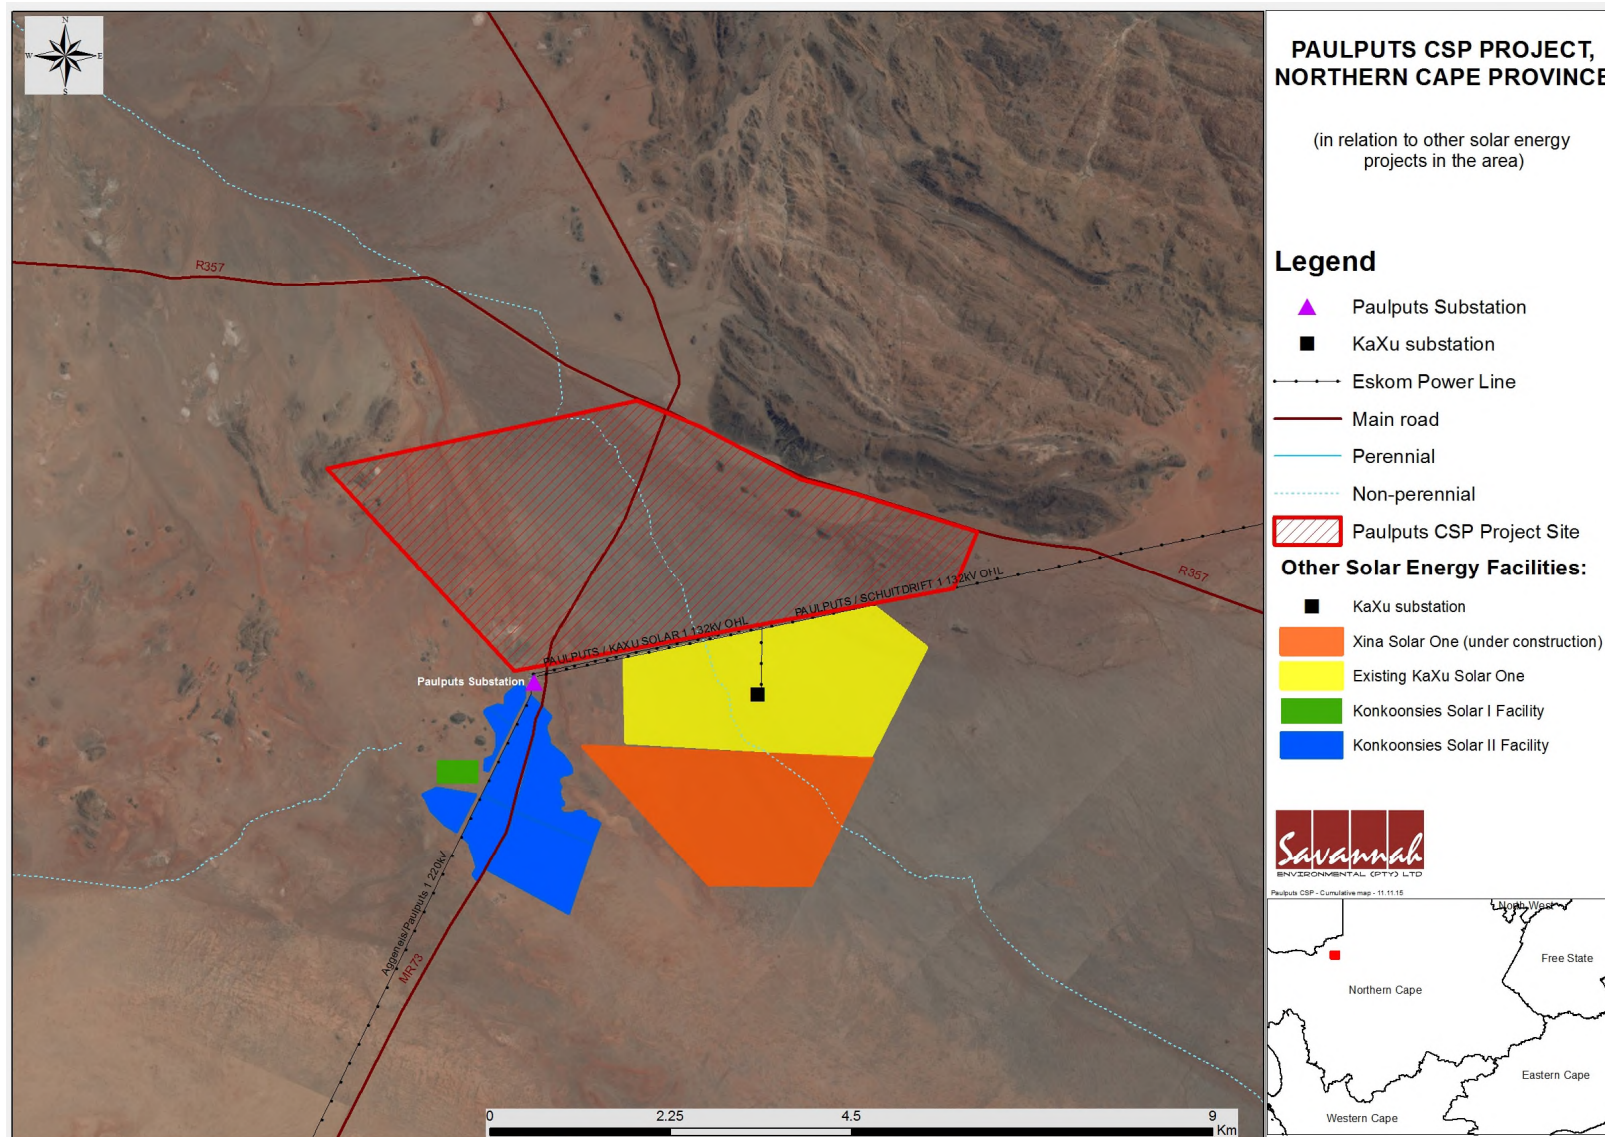 N
W
E
S
R357
PAULPUTS / SCHUITDRIFT 1 132kV OHL
R357
PAULPUTS / KAXU SOLAR 1 132kV OHL
Paulputs Substation
Aggeneis/Paulputs 1 220kv
MR73
0
2.25
4.5
9
Km
PAULPUTS CSP PROJECT,
NORTHERN CAPE PROVINCE
(in relation to other solar energy
projects in the area)
Legend
Paulputs Substation
KaXu substation
Eskom Power Line
Main road
Perennial
Non-perennial
Paulputs CSP Project Site
Other Solar Energy Facilities:
KaXu substation
Xina Solar One (under construction)
Existing KaXu Solar One
Konkoonsies Solar I Facility
Konkoonsies Solar II Facility
Savannah
ENVIRONMENTAL (PTY) LTD
Paulputs CSP - Cumulative map - 11.11.15
North West
Free State
Northern Cape
Eastern Cape
Western Cape